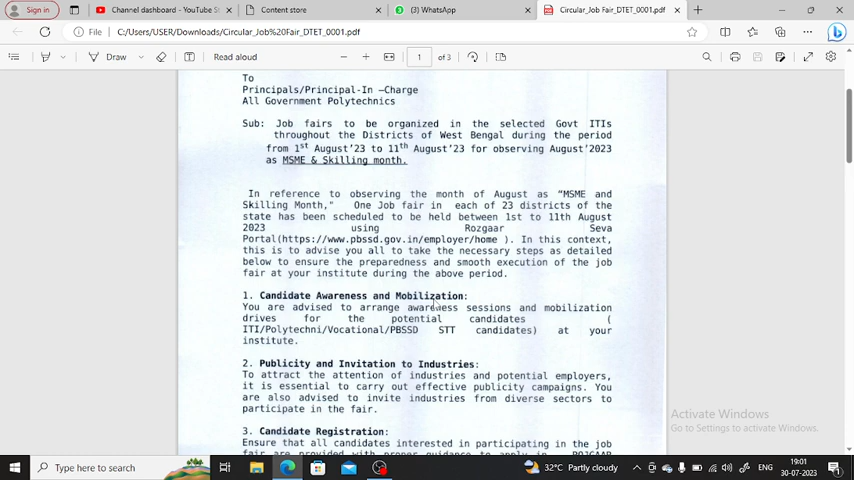 Sign in
Channel dashboard - YouTube St
Content store
(3) WhatsApp
Circular_Job Fair_DTET_0001.pdf
File
C:/Users/USER/Downloads/Circular_Job%20Fair_DTET_0001.pdf
Draw
Read aloud
1
of 3
To
Principals/Principal-In –Charge
All Government Polytechnics
Sub: Job fairs to be organized in the selected Govt ITIs
throughout the Districts of West Bengal during the period
from 1st August'23 to 11th August'23 for observing August'2023
as MSME & Skilling month.
In reference to observing the month of August as "MSME and
Skilling Month," One Job fair in each of 23 districts of the
state has been scheduled to be held between 1st to 11th August
2023 using Rozgaar Seva
Portal(https://www.pbssd.gov.in/employer/home ). In this context,
this is to advise you all to take the necessary steps as detailed
below to ensure the preparedness and smooth execution of the job
fair at your institute during the above period.
1. Candidate Awareness and Mobilization:
You are advised to arrange awareness sessions and mobilization
drives for the potential candidates (
ITI/Polytechni/Vocational/PBSSD STT candidates) at your
institute.
2. Publicity and Invitation to Industries:
To attract the attention of industries and potential employers,
it is essential to carry out effective publicity campaigns. You
are also advised to invite industries from diverse sectors to
participate in the fair.
3. Candidate Registration:
Ensure that all candidates interested in participating in the job
fair are provided with proper guidance to apply in ROJGAAR
Activate Windows
Go to Settings to activate Windows.
Type here to search
32°C Partly cloudy
ENG
19:01
30-07-2023